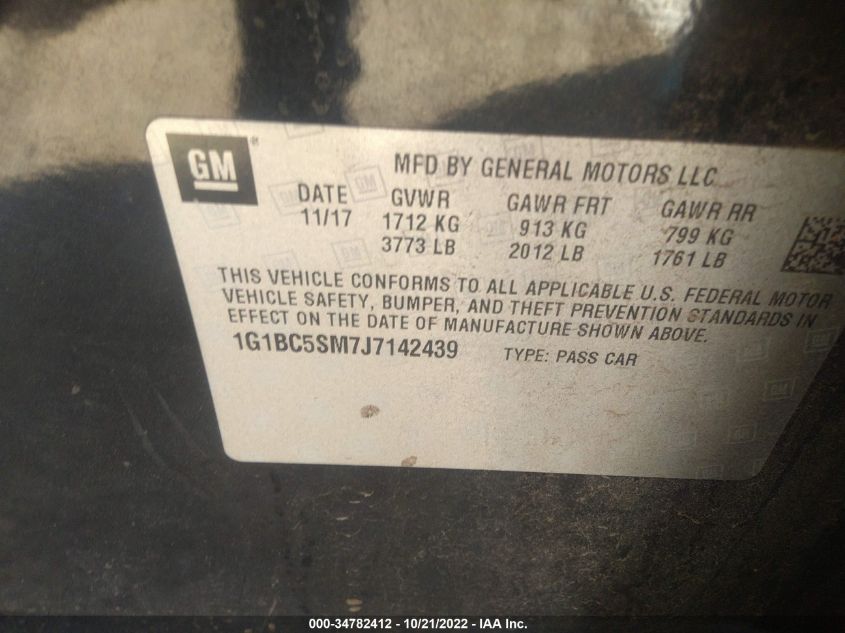 GM®
MFD BY GENERAL MOTORS LLC
DATE GVWR GAWR FRT GAWR RR
11/17 1712 KG 913 KG 799 KG
3773 LB 2012 LB 1761 LB
THIS VEHICLE CONFORMS TO ALL APPLICABLE U.S. FEDERAL MOTOR
VEHICLE SAFETY, BUMPER, AND THEFT PREVENTION STANDARDS IN
EFFECT ON THE DATE OF MANUFACTURE SHOWN ABOVE.
1G1BC5SM7J7142439 TYPE: PASS CAR
000-34782412 - 10/21/2022 - IAA Inc.